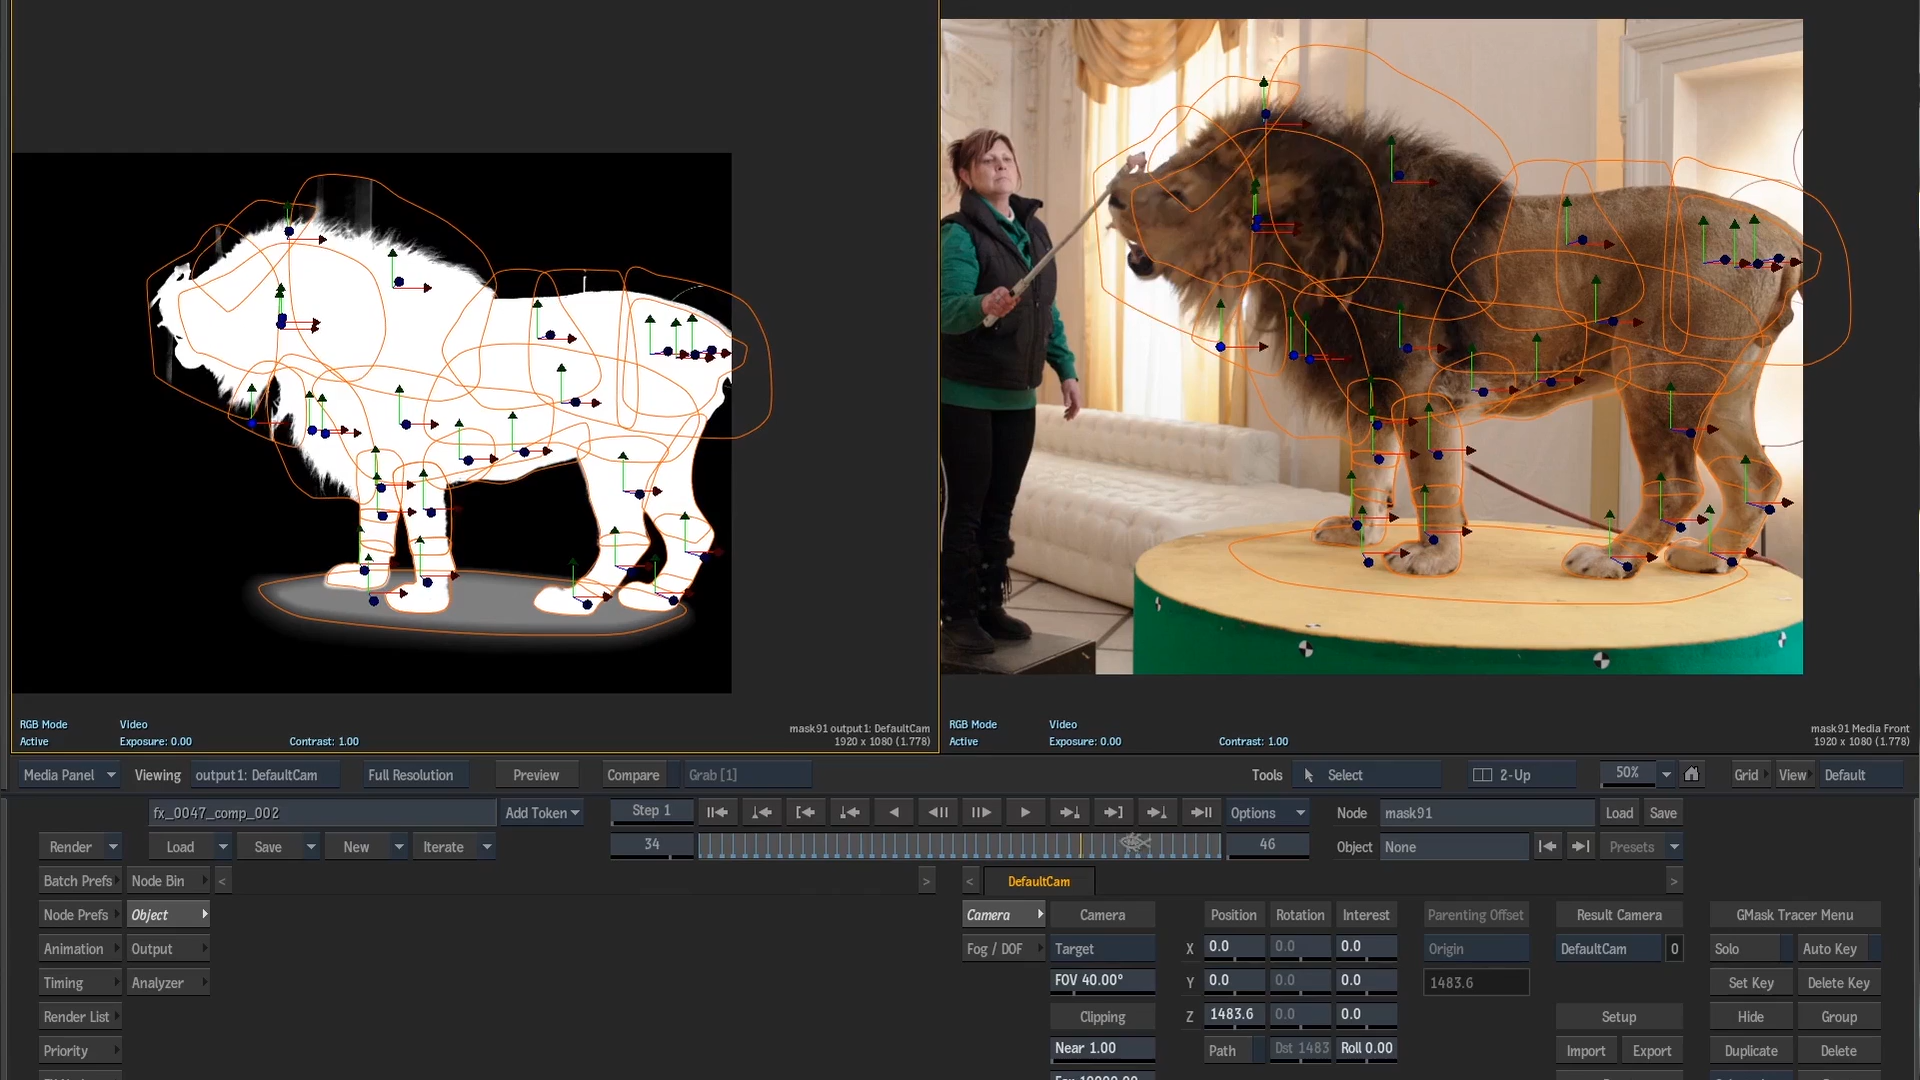 RGB Mode Video
mask91 output1: DefaultCam
Active Exposure: 0.00 Contrast: 1.00
1920 x 1080 (1.778)
RGB Mode Video
mask91 Media Front
Active Exposure: 0.00 Contrast: 1.00
1920 x 1080 (1.778)
Media Panel Viewing output1: DefaultCam Full Resolution Preview Compare Grab [1] Tools Select 2-Up 50% Grid View Default
fx_0047_comp_002 Add Token Step 1 Options Node mask91 Load Save
Render Load Save New Iterate 34 46 Object None Presets
Batch Prefs Node Bin < > < DefaultCam >
Node Prefs Object Camera Camera Position Rotation Interest Parenting Offset Result Camera GMask Tracer Menu
Animation Output Fog / DOF Target X 0.0 0.0 0.0 Origin DefaultCam 0 Solo Auto Key
Timing Analyzer FOV 40.00° Y 0.0 0.0 0.0 1483.6 Set Key Delete Key
Render List Clipping Z 1483.6 0.0 0.0 Setup Hide Group
Priority Near 1.00 Path Dst 1483 Roll 0.00 Import Export Duplicate Delete